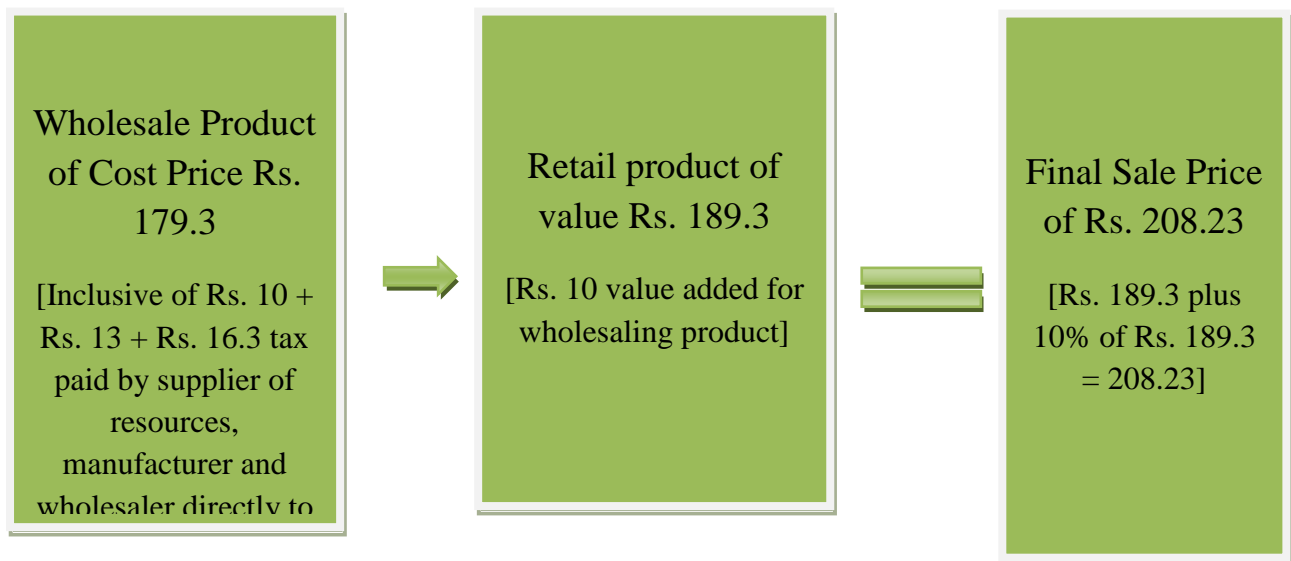 Wholesale Product
of Cost Price Rs.
179.3
[Inclusive of Rs. 10 +
Rs. 13 + Rs. 16.3 tax
paid by supplier of
resources,
manufacturer and
wholesaler directly to
Retail product of
value Rs. 189.3
[Rs. 10 value added for
wholesaling product]
Final Sale Price
of Rs. 208.23
[Rs. 189.3 plus
10% of Rs. 189.3
= 208.23]